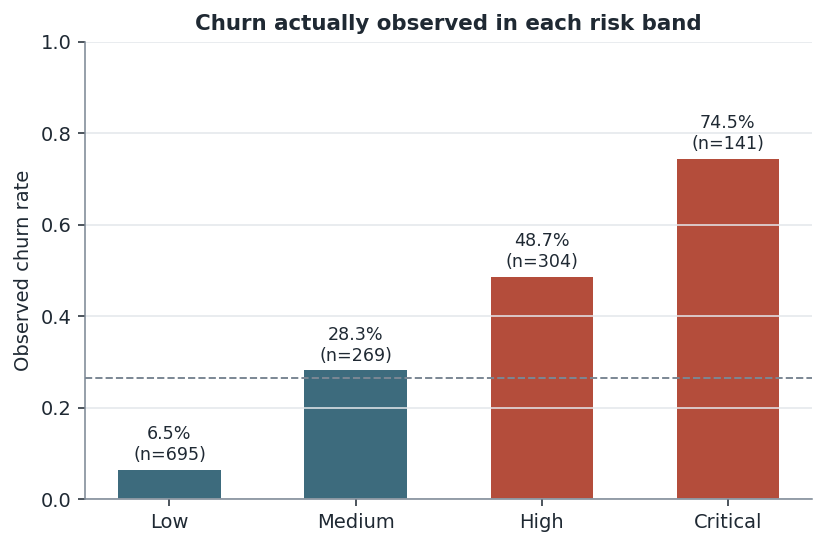 Churn actually observed in each risk band
Observed churn rate
1.0
0.8
0.6
0.4
0.2
0.0
6.5%
(n=695)
28.3%
(n=269)
48.7%
(n=304)
74.5%
(n=141)
Low
Medium
High
Critical